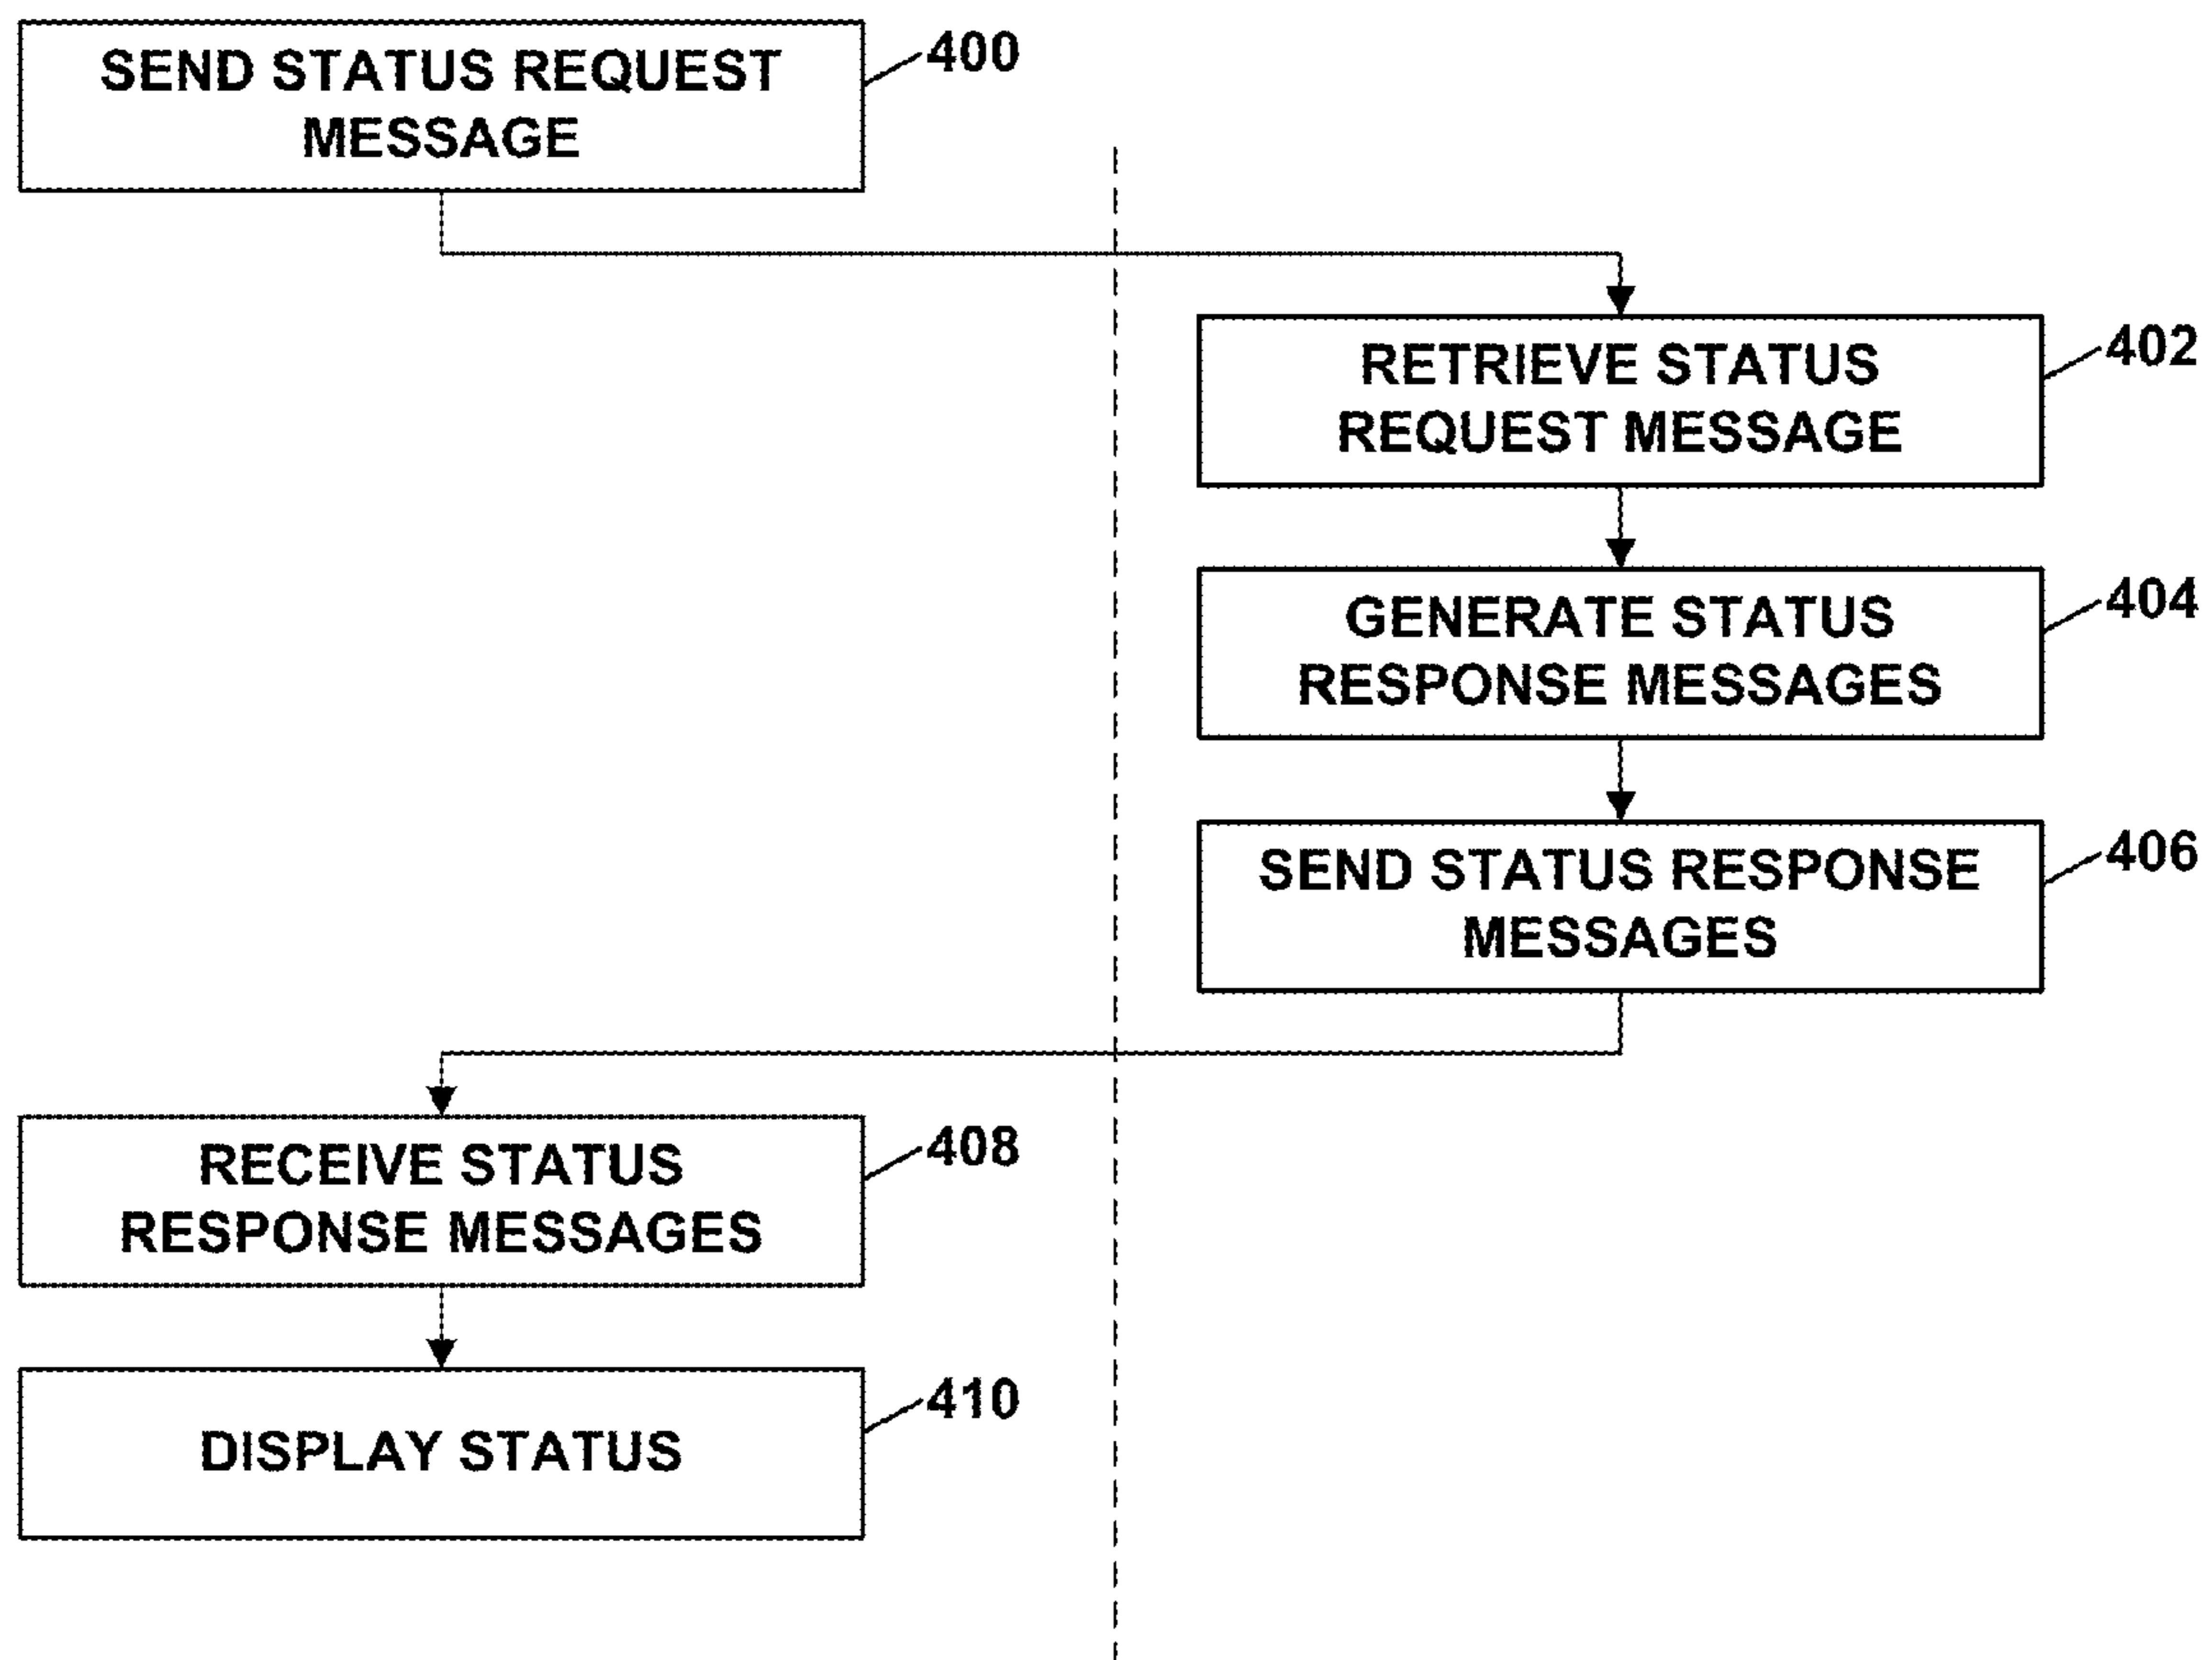 SEND STATUS REQUEST
MESSAGE
400
RETRIEVE STATUS
REQUEST MESSAGE
402
GENERATE STATUS
RESPONSE MESSAGES
404
SEND STATUS RESPONSE
MESSAGES
406
RECEIVE STATUS
RESPONSE MESSAGES
408
DISPLAY STATUS
410